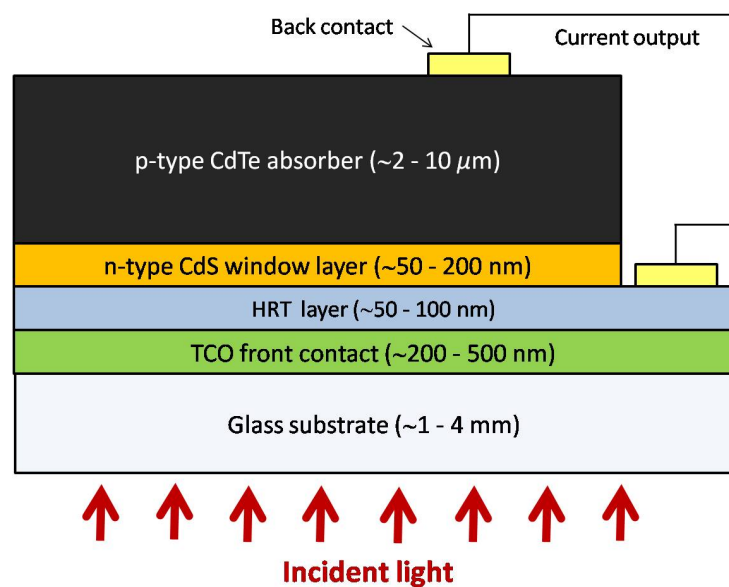 Back contact
Current output
p-type CdTe absorber (~2 - 10 μm)
n-type CdS window layer (~50 - 200 nm)
HRT layer (~50 - 100 nm)
TCO front contact (~200 - 500 nm)
Glass substrate (~1 - 4 mm)
Incident light